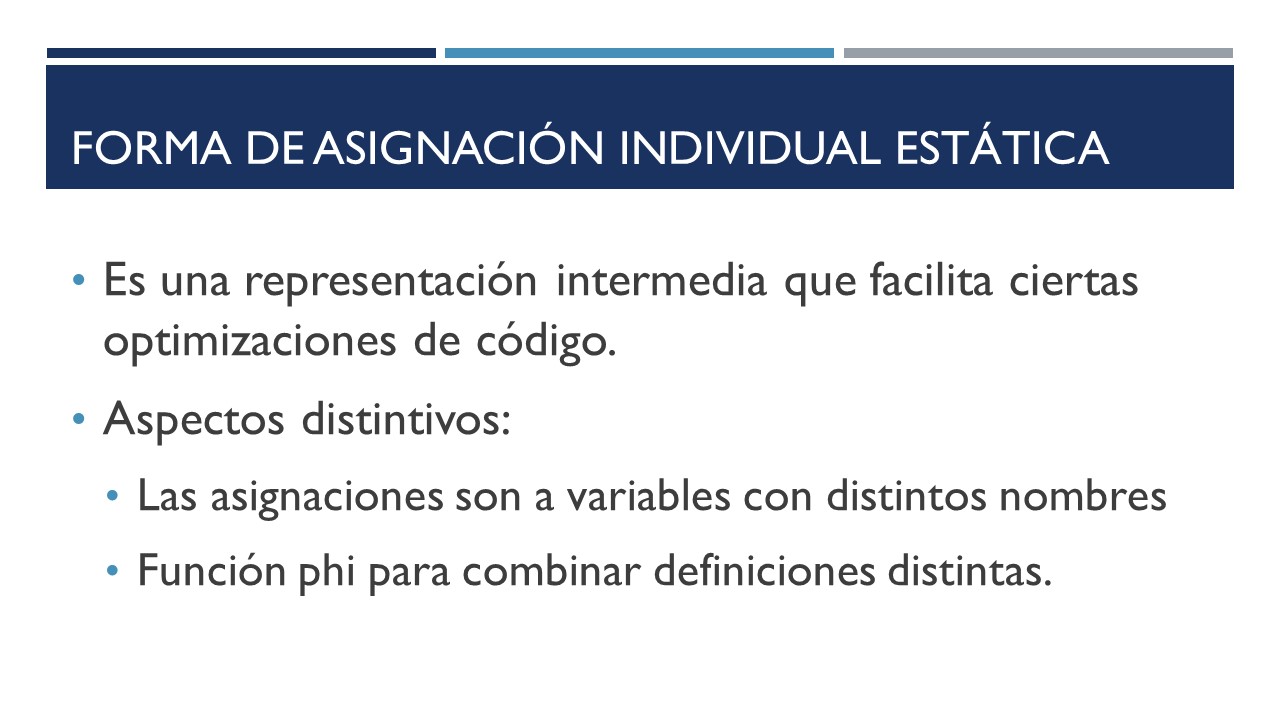 FORMA DE ASIGNACIÓN INDIVIDUAL ESTÁTICA
• Es una representación intermedia que facilita ciertas
optimizaciones de código.
• Aspectos distintivos:
• Las asignaciones son a variables con distintos nombres
• Función phi para combinar definiciones distintas.